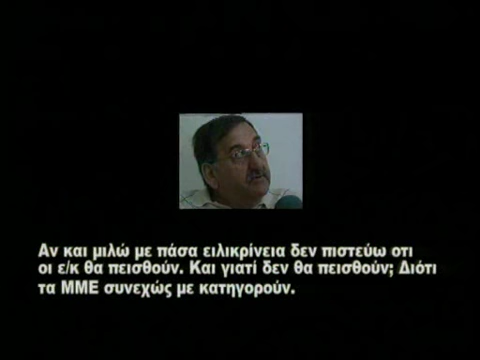 Αν και μιλώ με πάσα ειλικρίνεια δεν πιστεύω οτι
οι ε/κ θα πεισθούν. Και γιατί δεν θα πεισθούν; Διότι
τα ΜΜΕ συνεχώς με κατηγορούν.